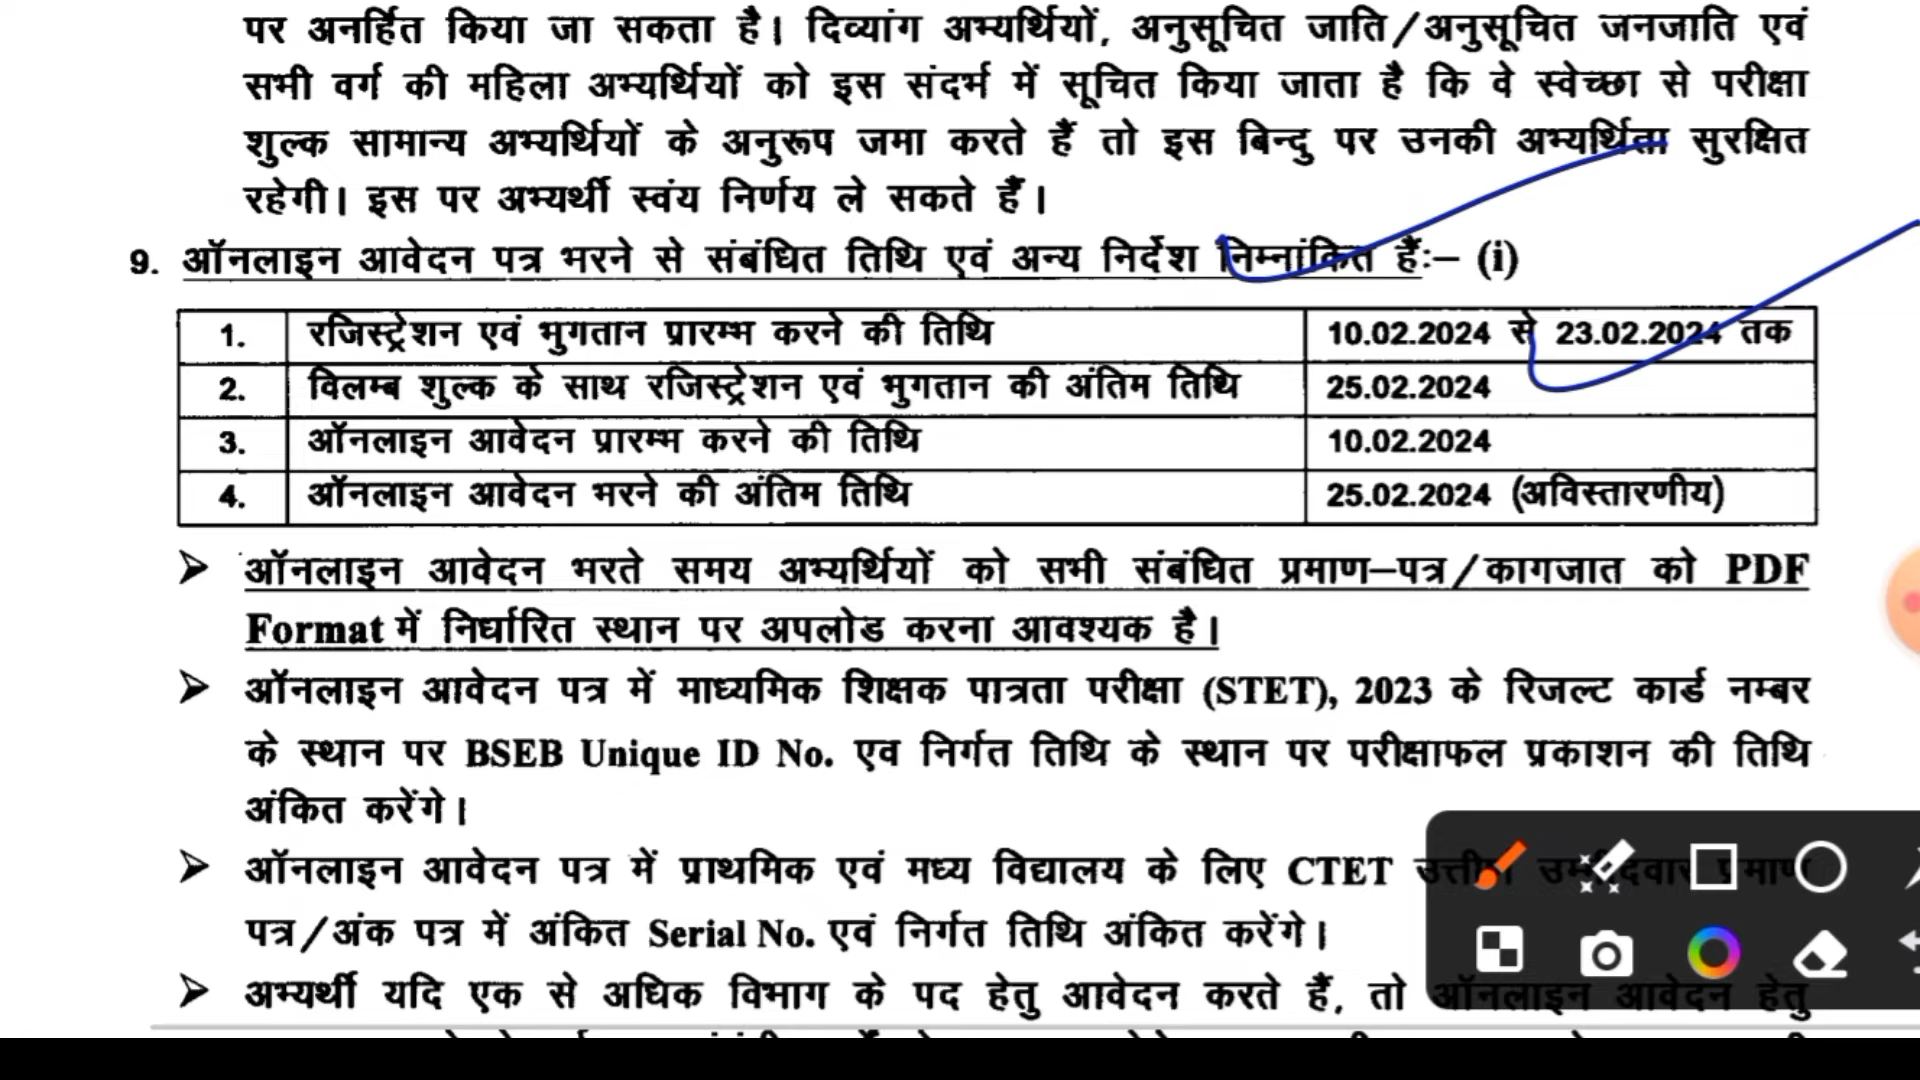 पर अनर्हित किया जा सकता है। दिव्यांग अभ्यर्थियों, अनुसूचित जाति/अनुसूचित जनजाति एवं
सभी वर्ग की महिला अभ्यर्थियों को इस संदर्भ में सूचित किया जाता है कि वे स्वेच्छा से परीक्षा
शुल्क सामान्य अभ्यर्थियों के अनुरूप जमा करते हैं तो इस बिन्दु पर उनकी अभ्यर्थिता सुरक्षित
रहेगी। इस पर अभ्यर्थी स्वंय निर्णय ले सकते हैं।
9. ऑनलाइन आवेदन पत्र भरने से संबंधित तिथि एवं अन्य निर्देश निम्नांकित हैं:– (i)
1. रजिस्ट्रेशन एवं भुगतान प्रारम्भ करने की तिथि 10.02.2024 से 23.02.2024 तक
2. विलम्ब शुल्क के साथ रजिस्ट्रेशन एवं भुगतान की अंतिम तिथि 25.02.2024
3. ऑनलाइन आवेदन प्रारम्भ करने की तिथि 10.02.2024
4. ऑनलाइन आवेदन भरने की अंतिम तिथि 25.02.2024 (अविस्तारणीय)
➢ ऑनलाइन आवेदन भरते समय अभ्यर्थियों को सभी संबंधित प्रमाण–पत्र/कागजात को PDF
Format में निर्धारित स्थान पर अपलोड करना आवश्यक है।
➢ ऑनलाइन आवेदन पत्र में माध्यमिक शिक्षक पात्रता परीक्षा (STET), 2023 के रिजल्ट कार्ड नम्बर
के स्थान पर BSEB Unique ID No. एव निर्गत तिथि के स्थान पर परीक्षाफल प्रकाशन की तिथि
अंकित करेंगे।
➢ ऑनलाइन आवेदन पत्र में प्राथमिक एवं मध्य विद्यालय के लिए CTET उत्तीर्ण उम्मीदवार प्रमाण
पत्र/अंक पत्र में अंकित Serial No. एवं निर्गत तिथि अंकित करेंगे।
➢ अभ्यर्थी यदि एक से अधिक विभाग के पद हेतु आवेदन करते हैं, तो ऑनलाइन आवेदन हेतु